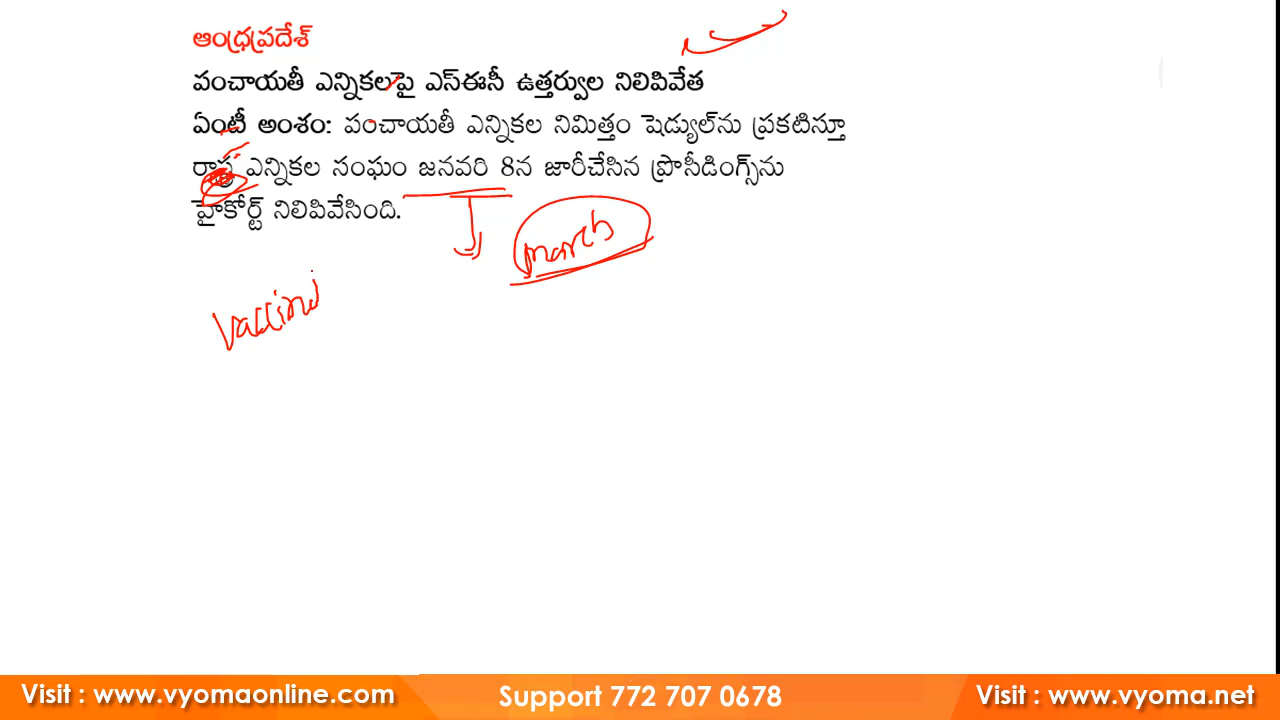 ఆంధ్రప్రదేశ్
పంచాయతీ ఎన్నికలపై ఎస్ఈసీ ఉత్తర్వుల నిలిపివేత
ఏంటీ అంశం: పంచాయతీ ఎన్నికల నిమిత్తం షెడ్యుల్‌ను ప్రకటిస్తూ
రాష్ట్ర ఎన్నికల సంఘం జనవరి 8న జారీచేసిన ప్రొసీడింగ్స్‌ను
హైకోర్ట్ నిలిపివేసింది.
march
Visit : www.vyomaonline.com Support 772 707 0678 Visit : www.vyoma.net